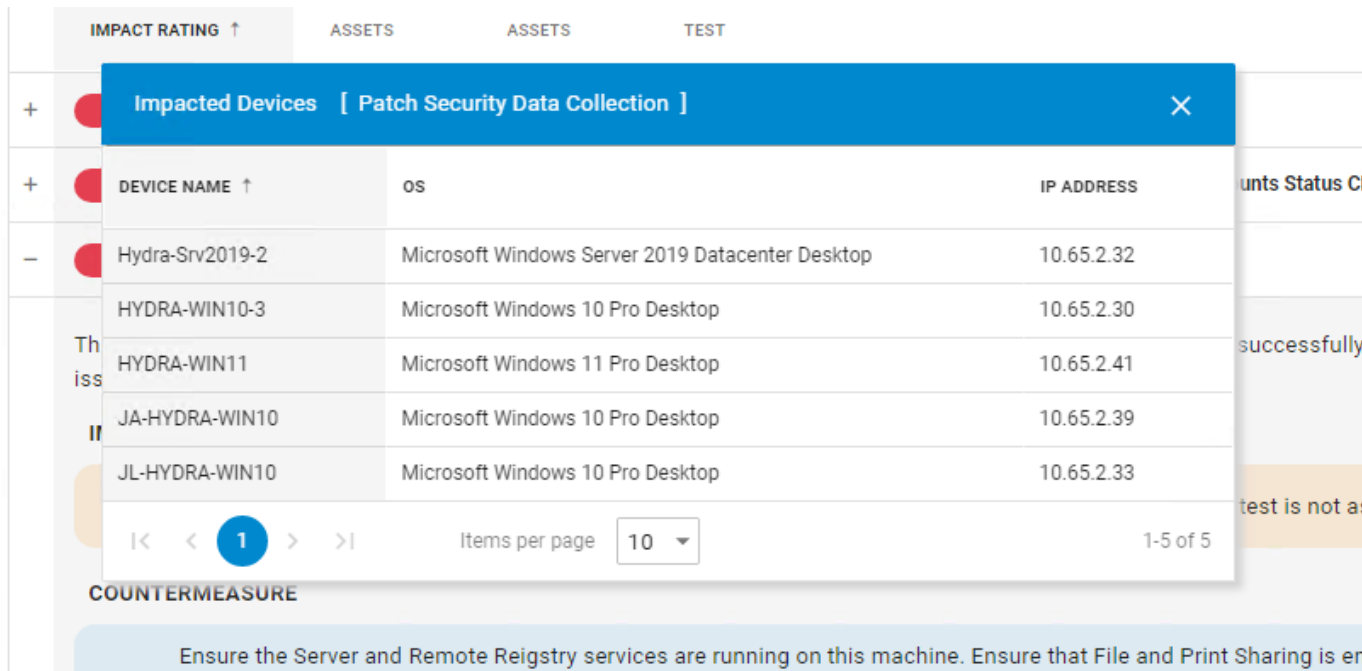 IMPACT RATING ↑ ASSETS ASSETS TEST
Impacted Devices [ Patch Security Data Collection ]
DEVICE NAME ↑ OS IP ADDRESS
unts Status
Hydra-Srv2019-2 Microsoft Windows Server 2019 Datacenter Desktop 10.65.2.32
HYDRA-WIN10-3 Microsoft Windows 10 Pro Desktop 10.65.2.30
Th successfully
HYDRA-WIN11 Microsoft Windows 11 Pro Desktop 10.65.2.41
iss
JA-HYDRA-WIN10 Microsoft Windows 10 Pro Desktop 10.65.2.39
JL-HYDRA-WIN10 Microsoft Windows 10 Pro Desktop 10.65.2.33
test is not as
1 Items per page 10 1-5 of 5
COUNTERMEASURE
Ensure the Server and Remote Reigstry services are running on this machine. Ensure that File and Print Sharing is